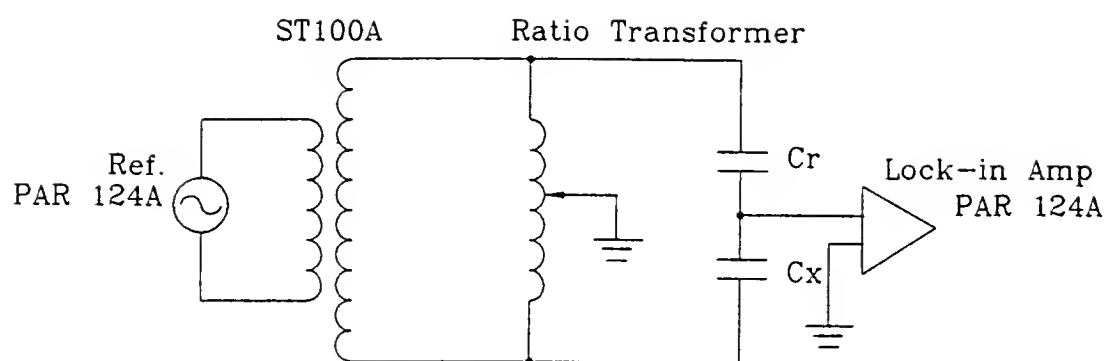 ST100A
Ratio Transformer
Ref.
PAR 124A
Cr
Lock-in Amp
PAR 124A
Cx